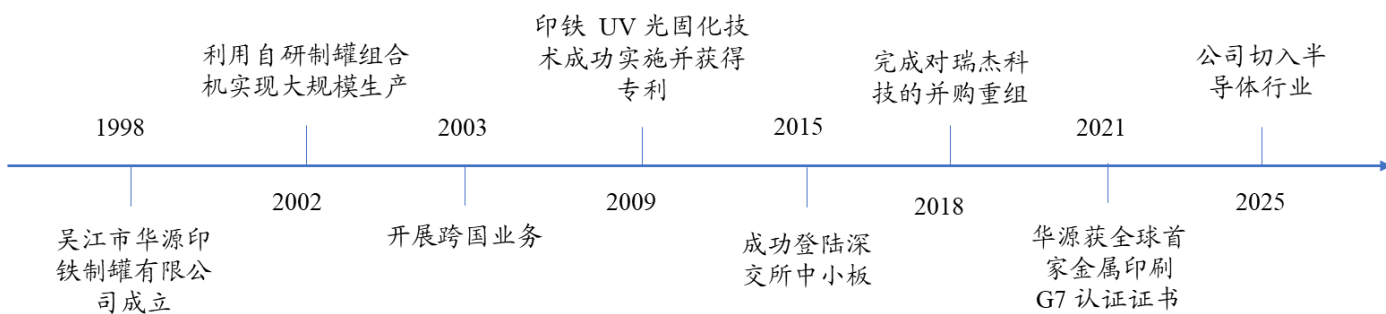 1998
吴江市华源印
铁制罐有限公
司成立
利用自研制罐组合
机实现大规模生产
2002
2003
开展跨国业务
印铁 UV 光固化技
术成功实施并获得
专利
2009
2015
成功登陆深
交所中小板
完成对瑞杰科
技的并购重组
2018
2021
华源获全球首
家金属印刷
G7 认证证书
公司切入半
导体行业
2025